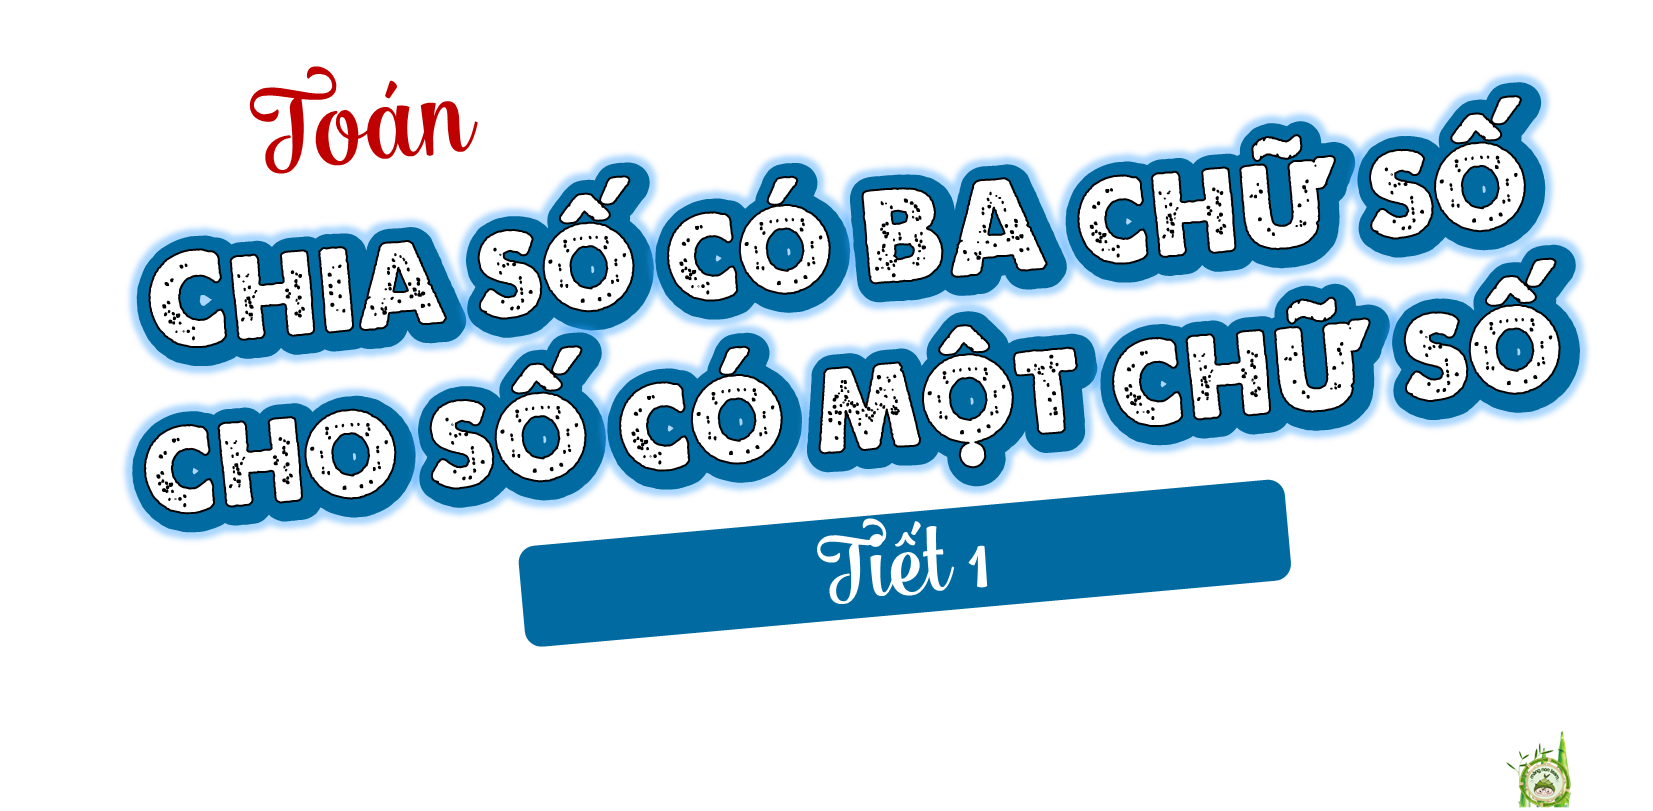 Toán
CHIA SỐ CÓ BA CHỮ SỐ
CHO SỐ CÓ MỘT CHỮ SỐ
Tiết 1